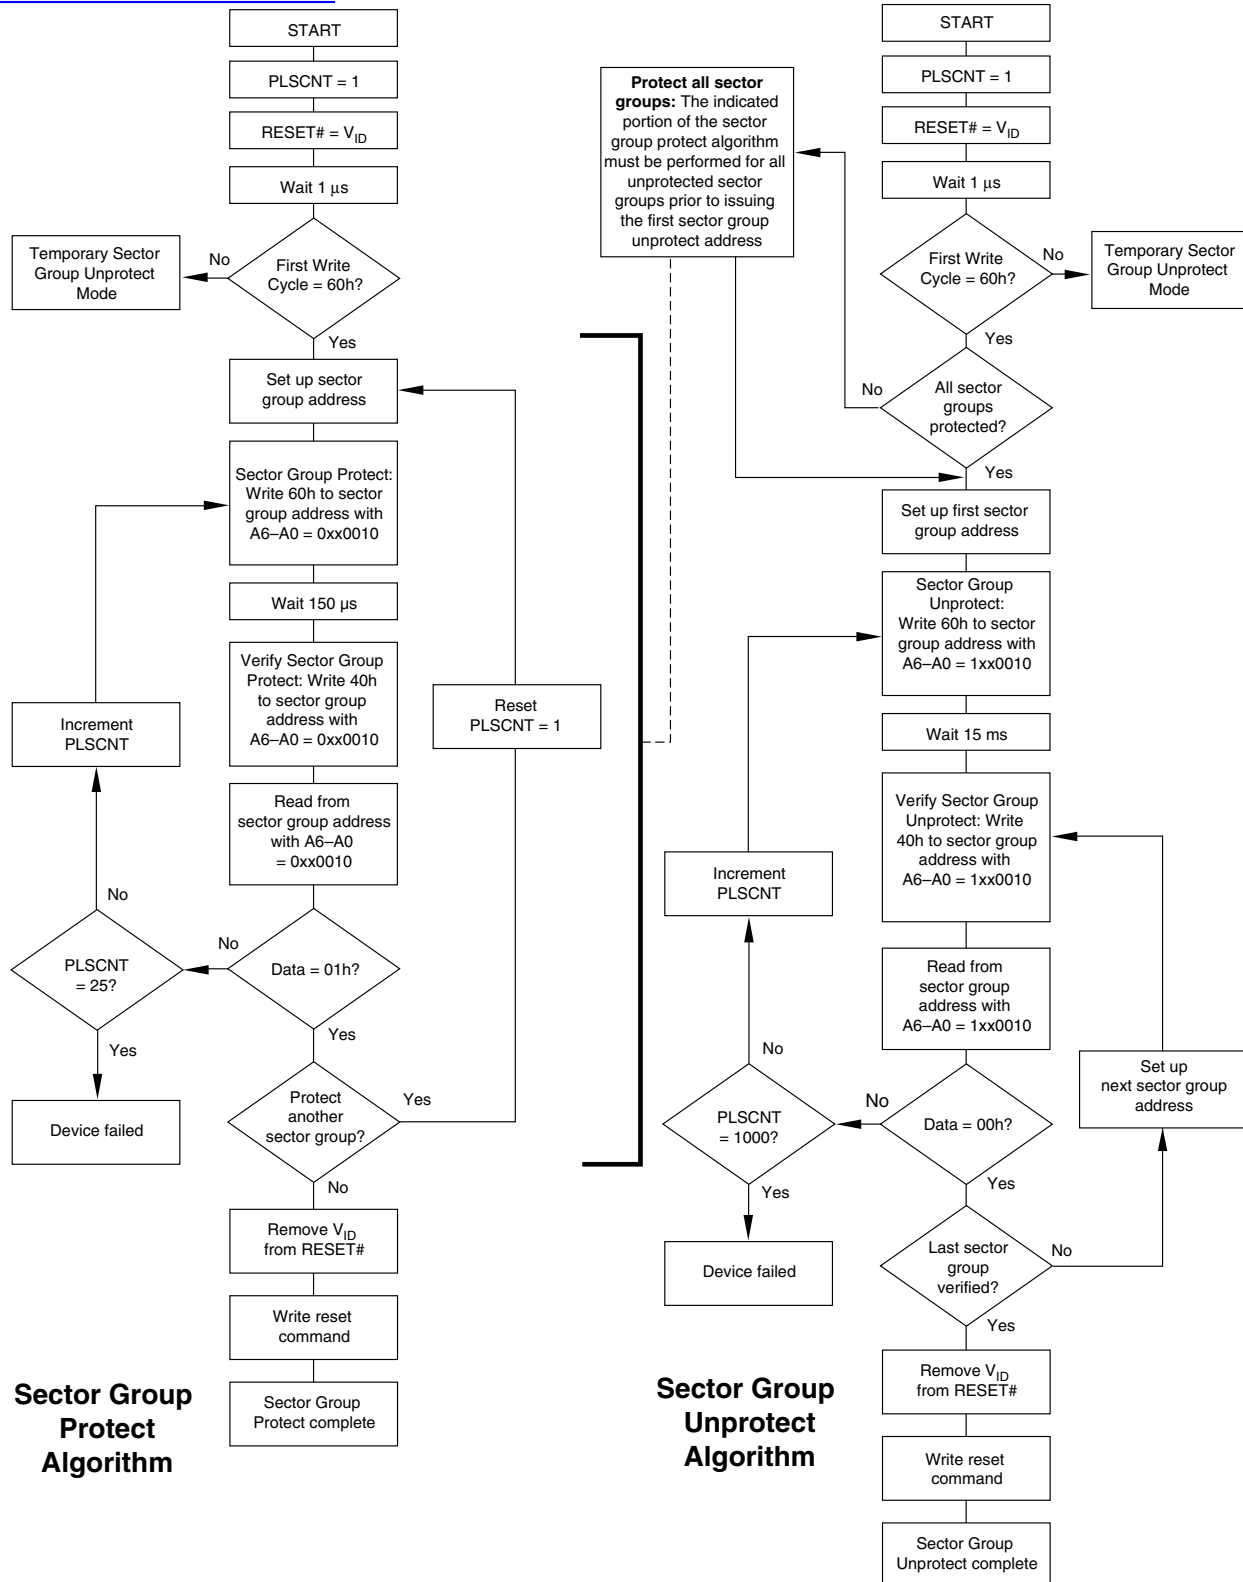 START
PLSCNT = 1
RESET# = VID
Wait 1 μs
First Write
Cycle = 60h?
No
Temporary Sector
Group Unprotect
Mode
Yes
Set up sector
group address
Sector Group Protect:
Write 60h to sector
group address with
A6–A0 = 0xx0010
Wait 150 µs
Verify Sector Group
Protect: Write 40h
to sector group
address with
A6–A0 = 0xx0010
Reset
PLSCNT = 1
Increment
PLSCNT
Read from
sector group address
with A6–A0
= 0xx0010
No
No
PLSCNT
= 25?
Data = 01h?
Yes
Yes
Device failed
Protect
another
sector group?
Yes
No
Remove VID
from RESET#
Write reset
command
Sector Group
Protect complete
Sector Group
Protect
Algorithm
Protect all sector
groups: The indicated
portion of the sector
group protect algorithm
must be performed for all
unprotected sector
groups prior to issuing
the first sector group
unprotect address
START
PLSCNT = 1
RESET# = VID
Wait 1 μs
First Write
Cycle = 60h?
No
Temporary Sector
Group Unprotect
Mode
Yes
No
All sector
groups
protected?
Yes
Set up first sector
group address
Sector Group
Unprotect:
Write 60h to sector
group address with
A6–A0 = 1xx0010
Wait 15 ms
Verify Sector Group
Unprotect: Write
40h to sector group
address with
A6–A0 = 1xx0010
Increment
PLSCNT
Read from
sector group
address with
A6–A0 = 1xx0010
No
No
Set up
next sector group
address
PLSCNT
= 1000?
Data = 00h?
Yes
Yes
Device failed
Last sector
group
verified?
No
Yes
Remove VID
from RESET#
Write reset
command
Sector Group
Unprotect complete
Sector Group
Unprotect
Algorithm